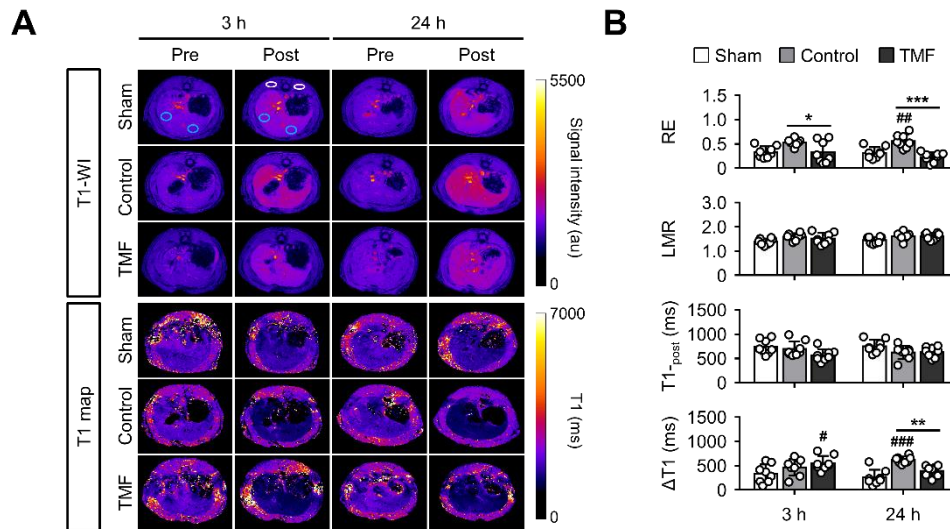 A
3 h
24 h
Pre
Post
Pre
Post
T1-WI
Sham
Control
TMF
5500
Signal intensity (au)
0
T1 map
Sham
Control
TMF
7000
T1 (ms)
0
B
Sham
Control
TMF
RE
1.5
1.0
0.5
0
*
##
***
LMR
3.0
2.0
1.0
0
T1-post (ms)
1500
1000
500
0
ΔT1 (ms)
1500
1000
500
0
#
###
**
3 h
24 h